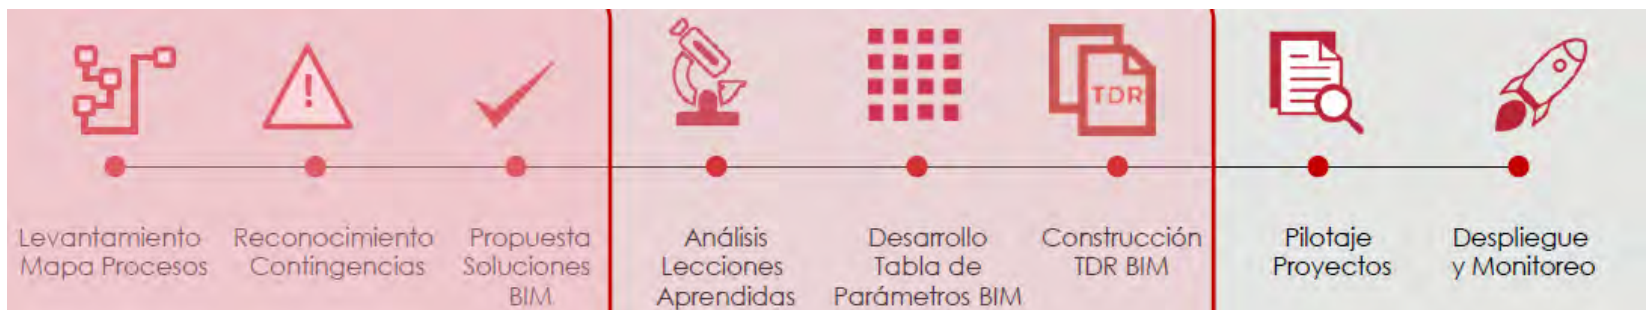 TDR
Levantamiento
Mapa Procesos
Reconocimiento
Contingencias
Propuesta
Soluciones
BIM
Análisis
Lecciones
Aprendidas
Desarrollo
Tabla de
Parámetros BIM
Construcción
TDR BIM
Pilotaje
Proyectos
Despliegue
y Monitoreo